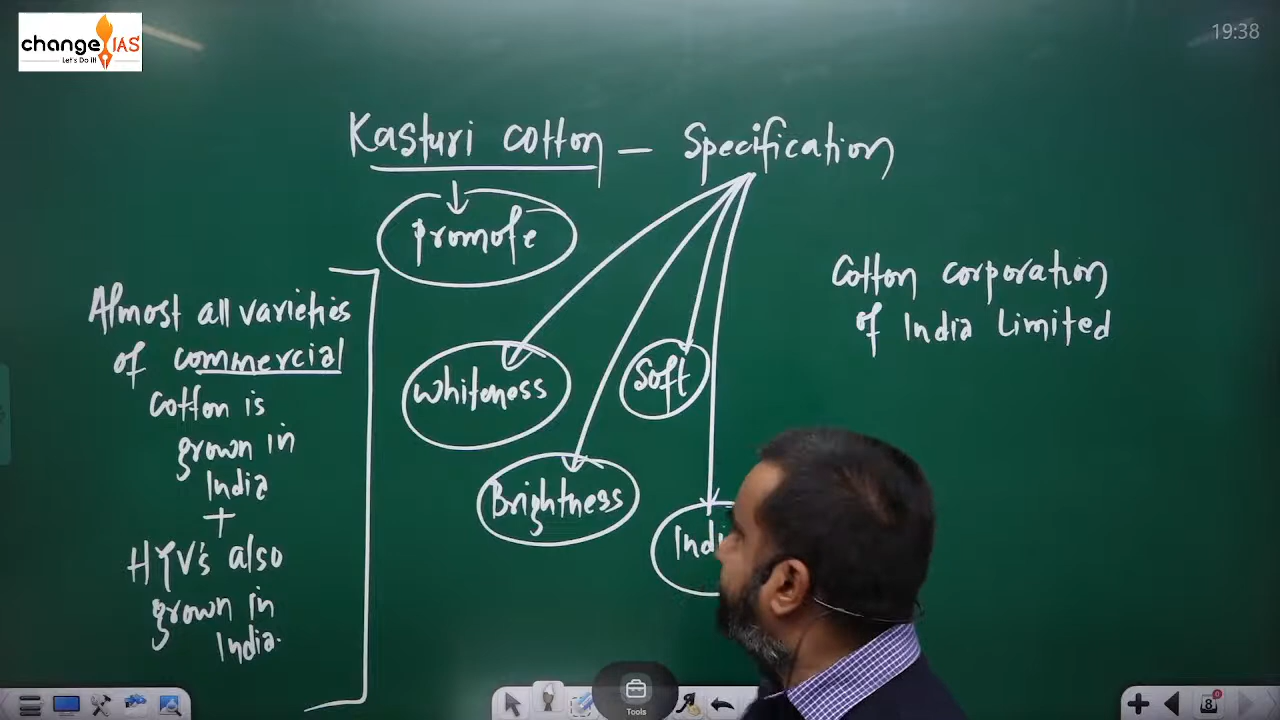 change IAS
Let's Do It!
19:38
Kasturi cotton – Specification
promote
Almost all varieties
of commercial
Cotton is
grown in
India
+
HYV's also
grown in
India.
Whiteness
Brightness
Soft
Cotton corporation
of India Limited
Tools
8